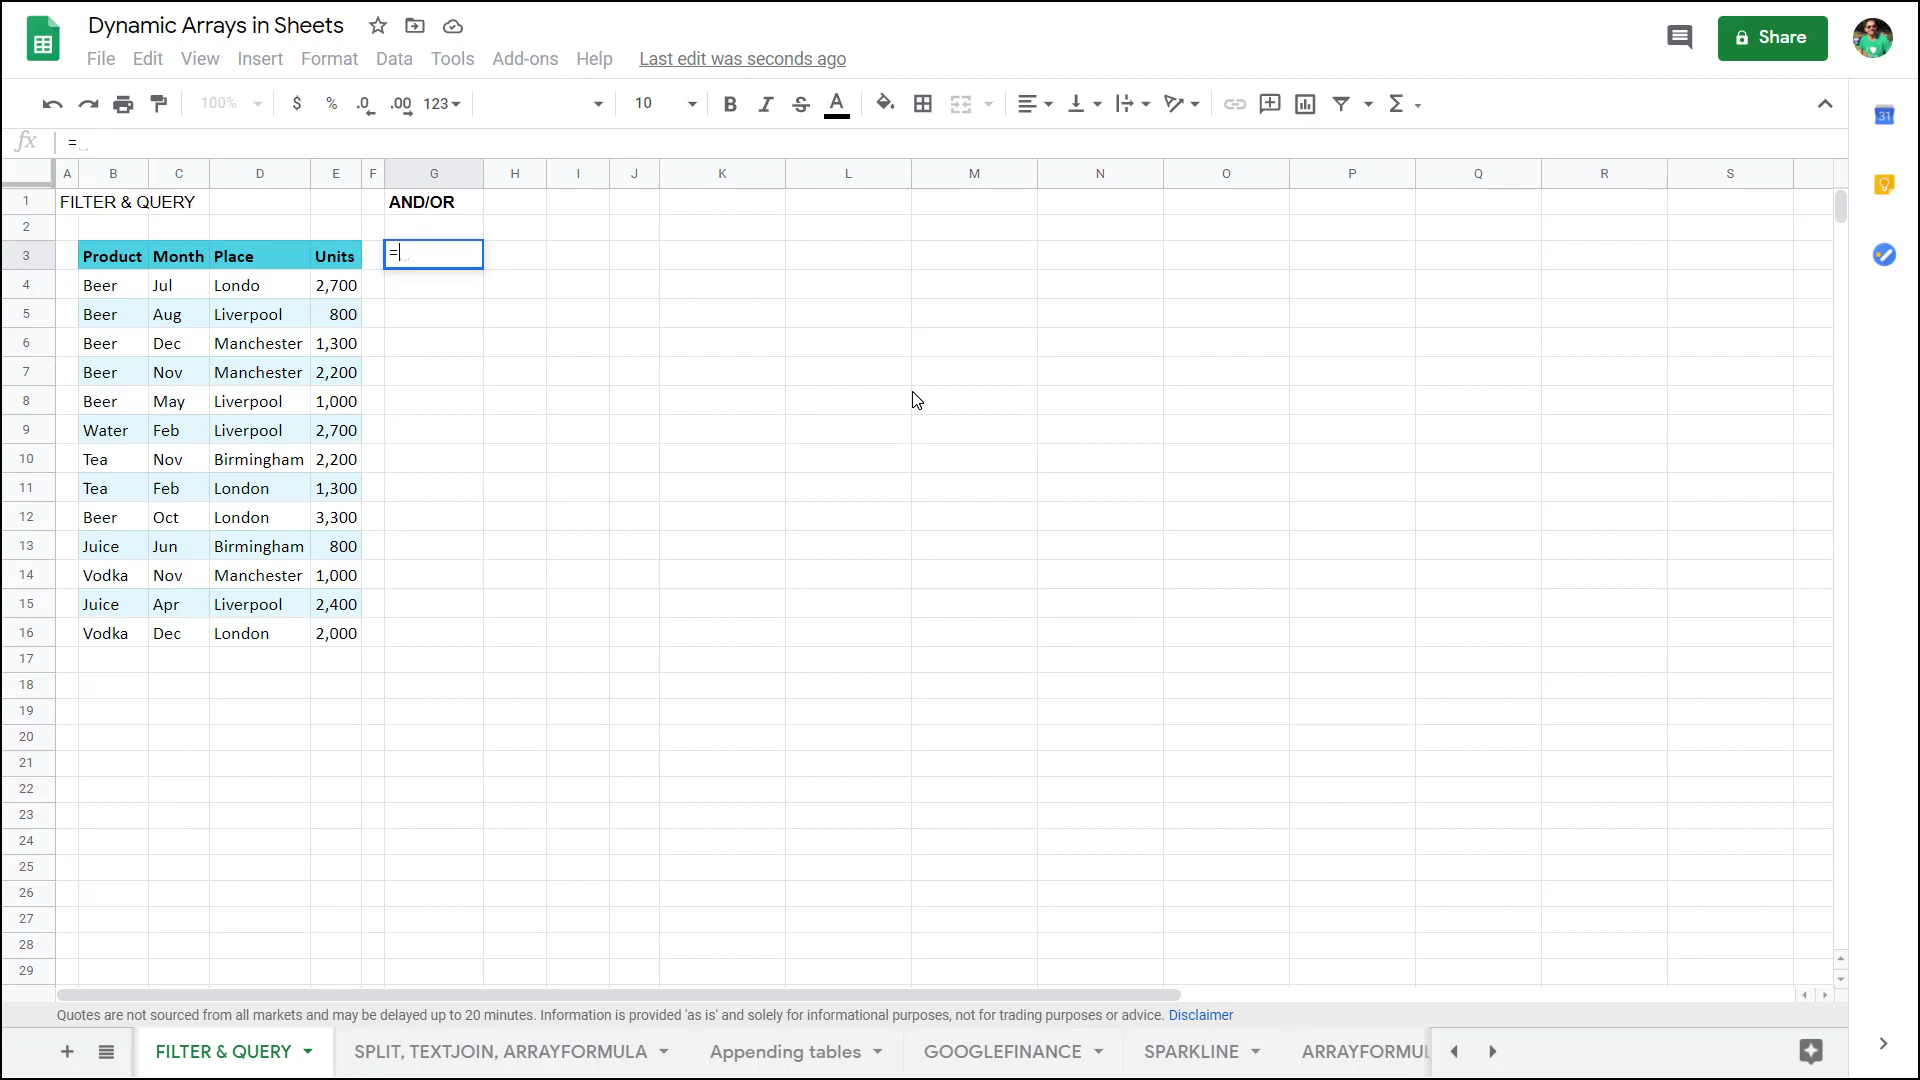 Dynamic Arrays in Sheets
File Edit View Insert Format Data Tools Add-ons Help Last edit was seconds ago
Share
100% $ % .0 .00 123 10 B I S A Σ
31
fx =
A B C D E F G H I J K L M N O P Q R S
1 FILTER & QUERY AND/OR
2
3 Product Month Place Units =
4 Beer Jul Londo 2,700
5 Beer Aug Liverpool 800
6 Beer Dec Manchester 1,300
7 Beer Nov Manchester 2,200
8 Beer May Liverpool 1,000
9 Water Feb Liverpool 2,700
10 Tea Nov Birmingham 2,200
11 Tea Feb London 1,300
12 Beer Oct London 3,300
13 Juice Jun Birmingham 800
14 Vodka Nov Manchester 1,000
15 Juice Apr Liverpool 2,400
16 Vodka Dec London 2,000
17
18
19
20
21
22
23
24
25
26
27
28
29
Quotes are not sourced from all markets and may be delayed up to 20 minutes. Information is provided 'as is' and solely for informational purposes, not for trading purposes or advice. Disclaimer
+ FILTER & QUERY SPLIT, TEXTJOIN, ARRAYFORMULA Appending tables GOOGLEFINANCE SPARKLINE ARRAYFORMUL